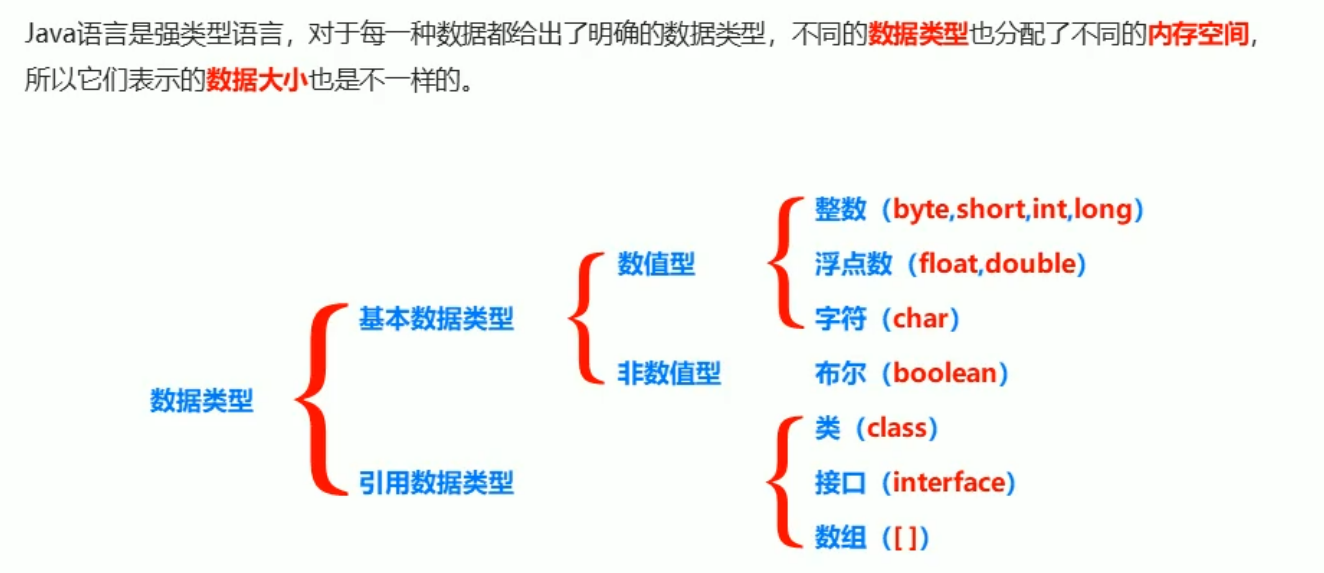 Java语言是强类型语言，对于每一种数据都给出了明确的数据类型，不同的数据类型也分配了不同的内存空间，
所以它们表示的数据大小也是不一样的。
整数（byte,short,int,long）
数值型
浮点数（float,double）
基本数据类型
字符（char）
非数值型
布尔（boolean）
数据类型
类（class）
引用数据类型
接口（interface）
数组（[ ]）